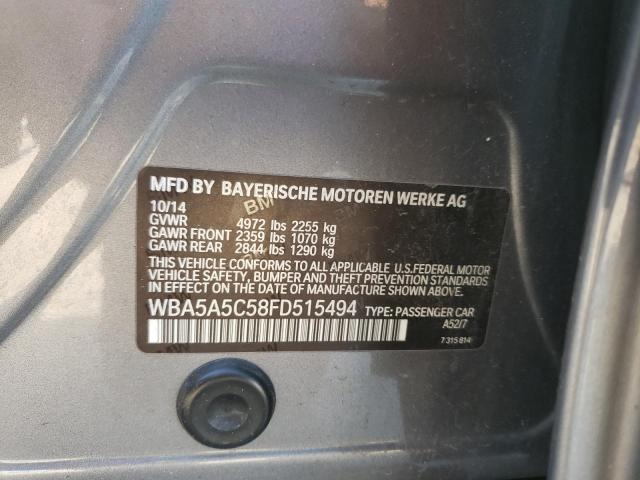 MFD BY BAYERISCHE MOTOREN WERKE AG
10/14
GVWR 4972 lbs 2255 kg
GAWR FRONT 2359 lbs 1070 kg
GAWR REAR 2844 lbs 1290 kg
THIS VEHICLE CONFORMS TO ALL APPLICABLE U.S. FEDERAL MOTOR
VEHICLE SAFETY, BUMPER AND THEFT PREVENTION STANDARDS
IN EFFECT ON THE DATE OF MANUFACTURE SHOWN ABOVE.
WBA5A5C58FD515494 TYPE: PASSENGER CAR
A52/7
7 315 814